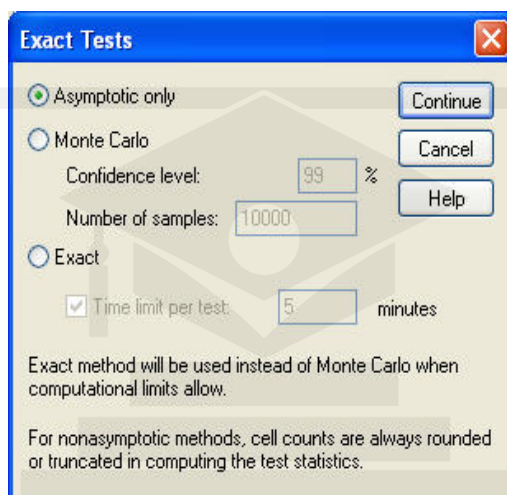 Exact Tests
Asymptotic only
Continue
Monte Carlo
Cancel
Confidence level: 99 %
Help
Number of samples: 10000
Exact
Time limit per test: 5 minutes
Exact method will be used instead of Monte Carlo when
computational limits allow.
For nonasymptotic methods, cell counts are always rounded
or truncated in computing the test statistics.